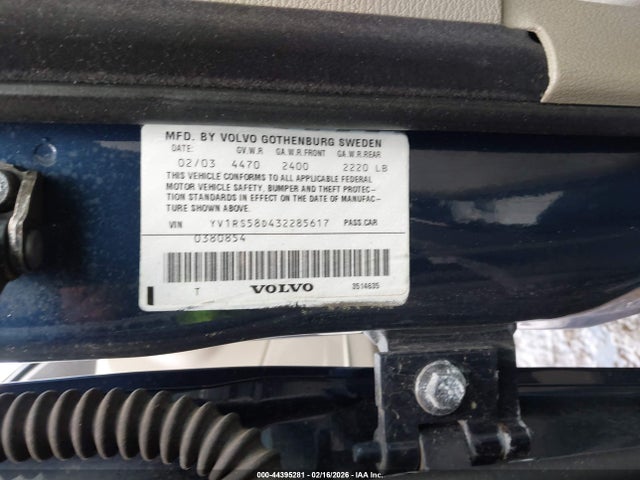 MFD. BY VOLVO GOTHENBURG SWEDEN
DATE: GV.W.R GA.W.R.FRONT GA.W.R.REAR
02/03 4470 2400 2220 LB
THIS VEHICLE CONFORMS TO ALL APPLICABLE FEDERAL
MOTOR VEHICLE SAFETY, BUMPER AND THEFT PROTEC-
TION STANDARDS IN EFFECT ON THE DATE OF MANUFAC-
TURE SHOWN ABOVE.
VIN YV1RS58D432285617 PASS.CAR
0380854
T VOLVO 3514635
000-44395281 - 02/16/2026 - IAA Inc.